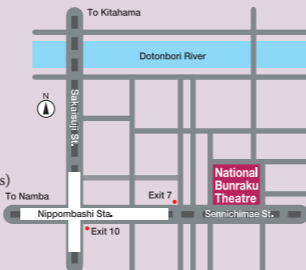 To Kitahama
Dotonbori River
N
Sakaisuji St.
s)
To Namba
National
Bunraku
Theatre
Exit 7
Nippombashi Sta.
Sennichimae St.
Exit 10